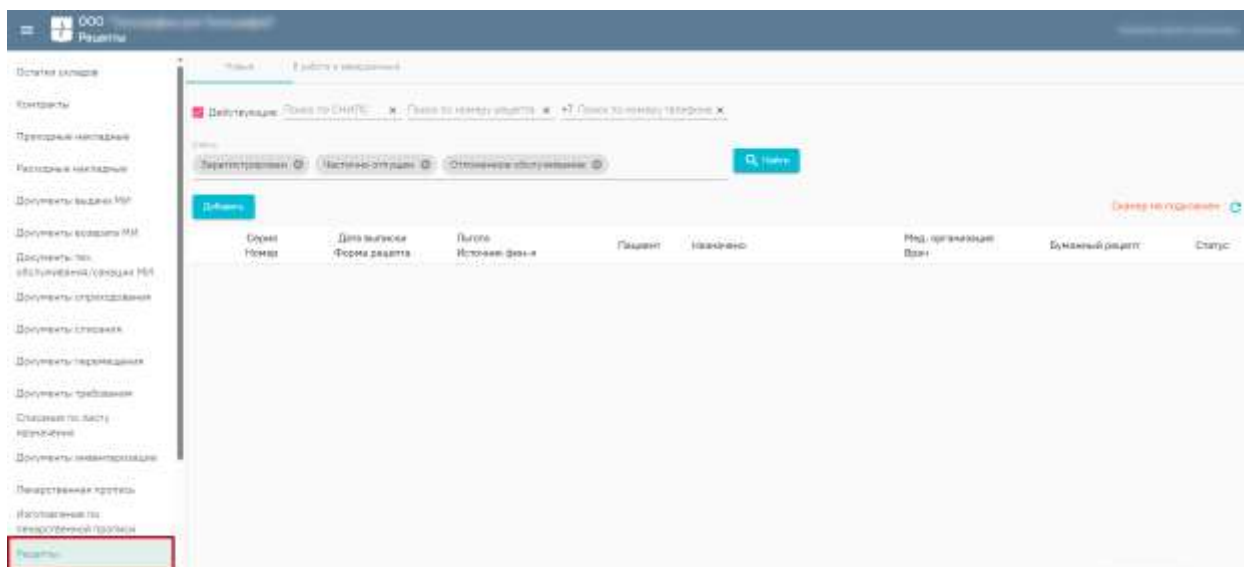 ООО
Рецепты
Остатки складов
Контракты
Приходные накладные
Расходные накладные
Документы выдачи МИ
Документы возврата МИ
Документы тех.
обслуживания/санации МИ
Документы оприходования
Документы списания
Документы перемещения
Документы требования
Списание по листу
назначения
Документы инвентаризации
Лекарственная пропись
Изготовление по
лекарственной прописи
Рецепты
Новые В работе и завершенные
Действующие Поиск по СНИЛС × Поиск по номеру рецепта × +7 Поиск по номеру телефона ×
Статус
Зарегистрирован Частично отпущен Отложенное обслуживание Найти
Добавить Сканер не подключен
Серия Дата выписки Льгота Пациент Назначено Мед. организация Бумажный рецепт Статус
Номер Форма рецепта Источник фин-я Врач